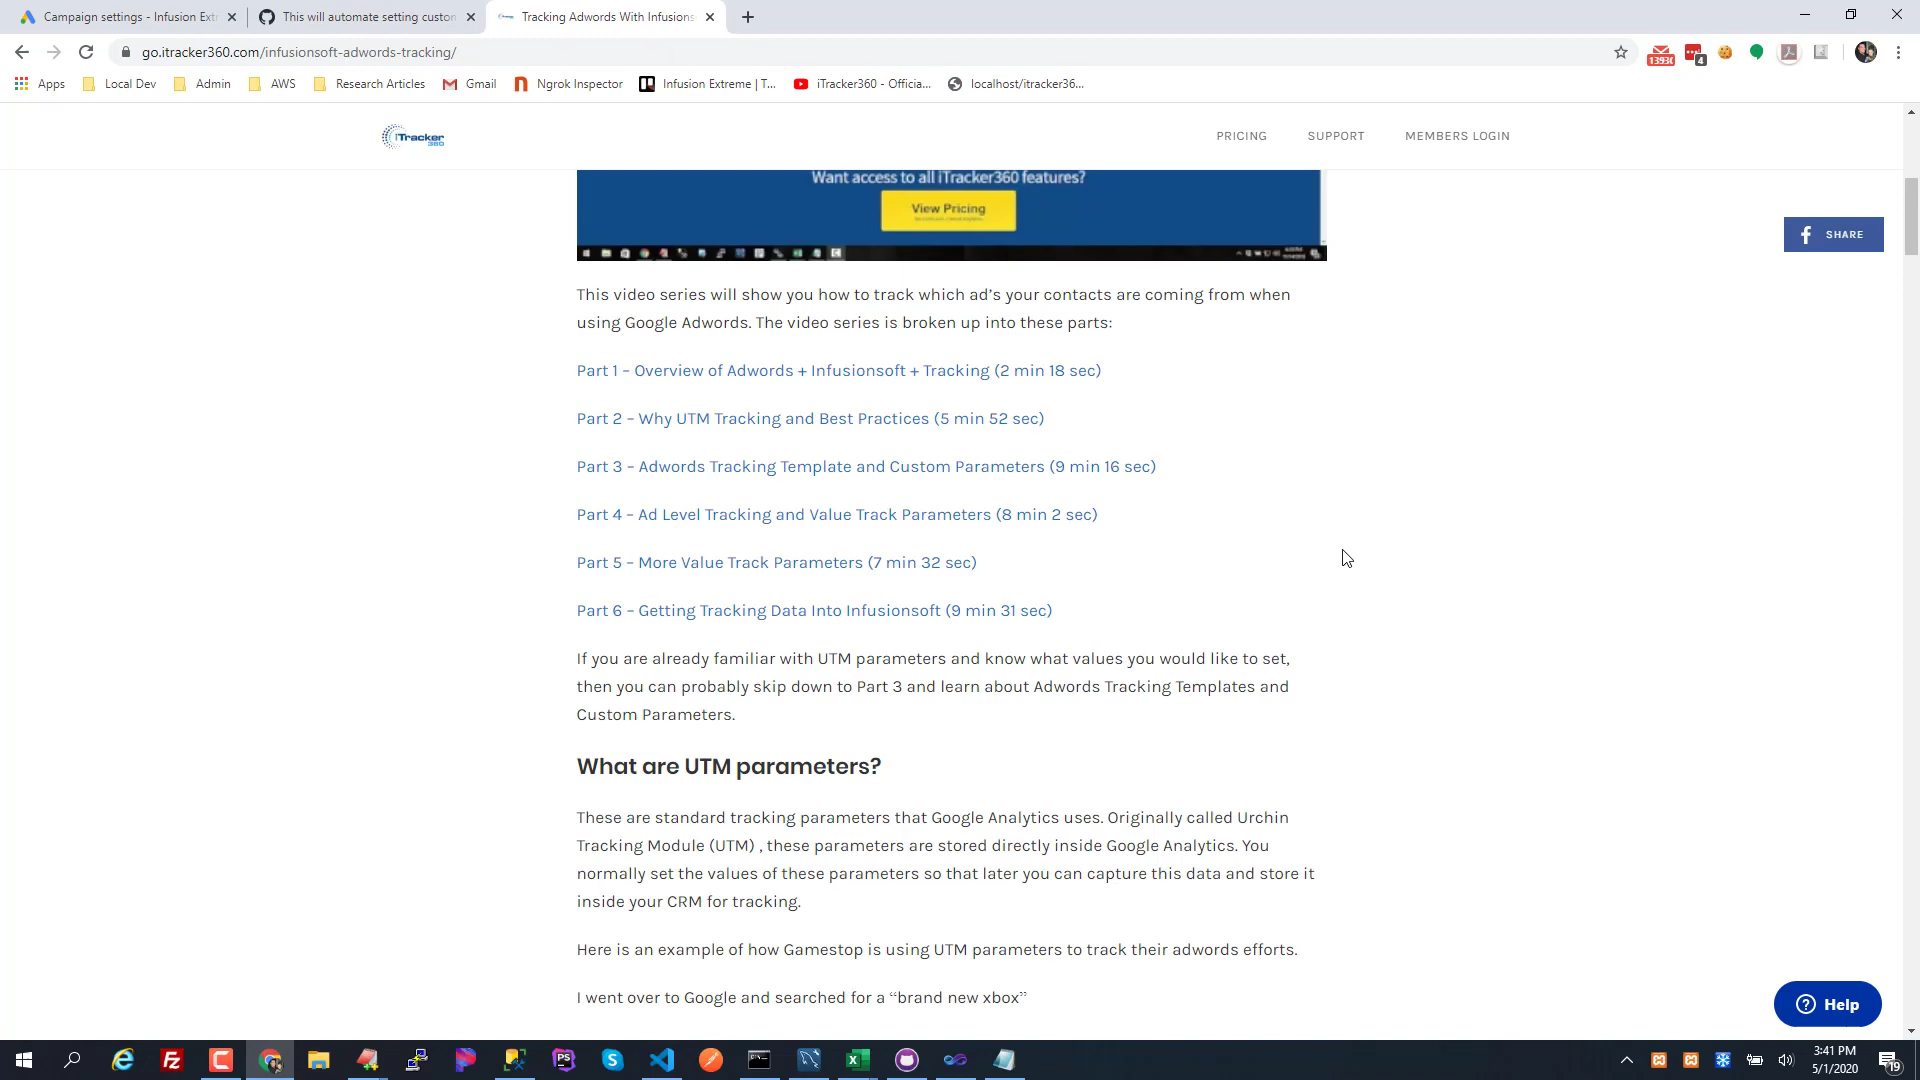 Campaign settings - Infusion Extr
This will automate setting custon
Tracking Adwords With Infusions
go.itracker360.com/infusionsoft-adwords-tracking/
13930
4
Apps
Local Dev
Admin
AWS
Research Articles
Gmail
Ngrok Inspector
Infusion Extreme | T...
iTracker360 - Officia...
localhost/itracker36...
iTracker
360
PRICING
SUPPORT
MEMBERS LOGIN
Want access to all iTracker360 features?
View Pricing
SHARE
This video series will show you how to track which ad’s your contacts are coming from when
using Google Adwords. The video series is broken up into these parts:
Part 1 – Overview of Adwords + Infusionsoft + Tracking (2 min 18 sec)
Part 2 – Why UTM Tracking and Best Practices (5 min 52 sec)
Part 3 – Adwords Tracking Template and Custom Parameters (9 min 16 sec)
Part 4 – Ad Level Tracking and Value Track Parameters (8 min 2 sec)
Part 5 – More Value Track Parameters (7 min 32 sec)
Part 6 – Getting Tracking Data Into Infusionsoft (9 min 31 sec)
If you are already familiar with UTM parameters and know what values you would like to set,
then you can probably skip down to Part 3 and learn about Adwords Tracking Templates and
Custom Parameters.
What are UTM parameters?
These are standard tracking parameters that Google Analytics uses. Originally called Urchin
Tracking Module (UTM) , these parameters are stored directly inside Google Analytics. You
normally set the values of these parameters so that later you can capture this data and store it
inside your CRM for tracking.
Here is an example of how Gamestop is using UTM parameters to track their adwords efforts.
I went over to Google and searched for a “brand new xbox”
Help
3:41 PM
5/1/2020
19